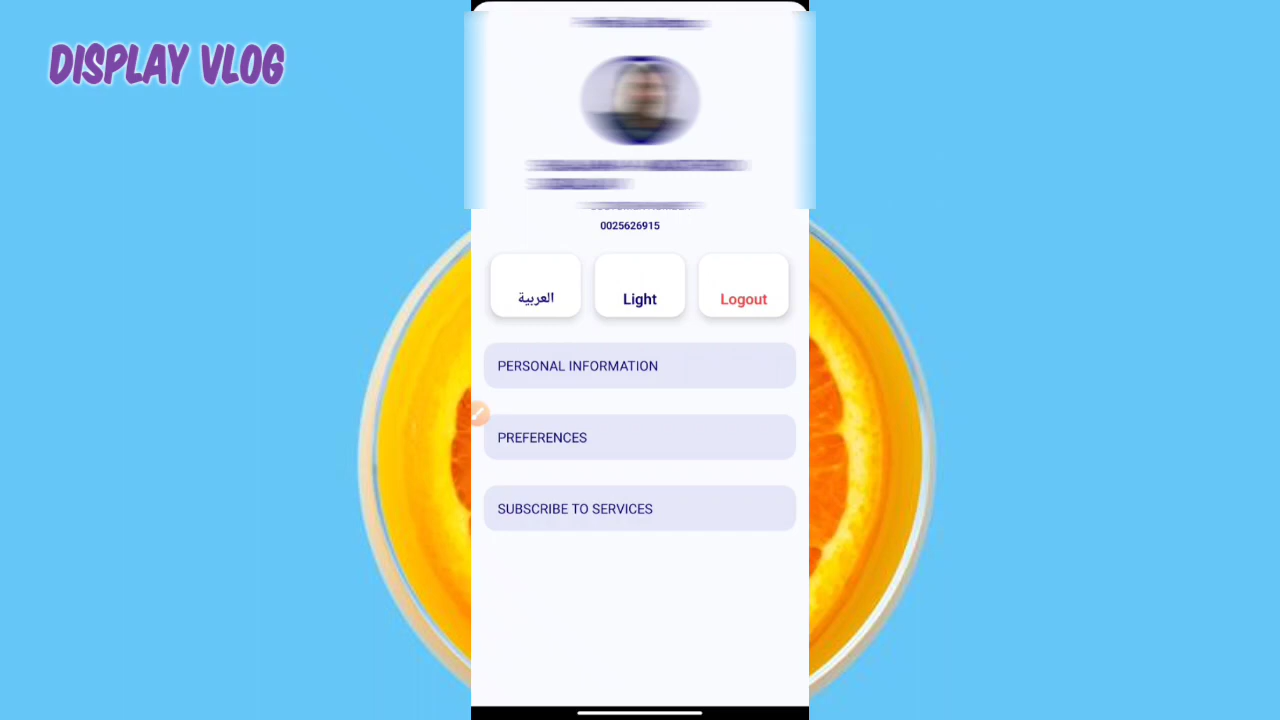 DISPLAY VLOG
0025626915
العربية
Light
Logout
PERSONAL INFORMATION
PREFERENCES
SUBSCRIBE TO SERVICES